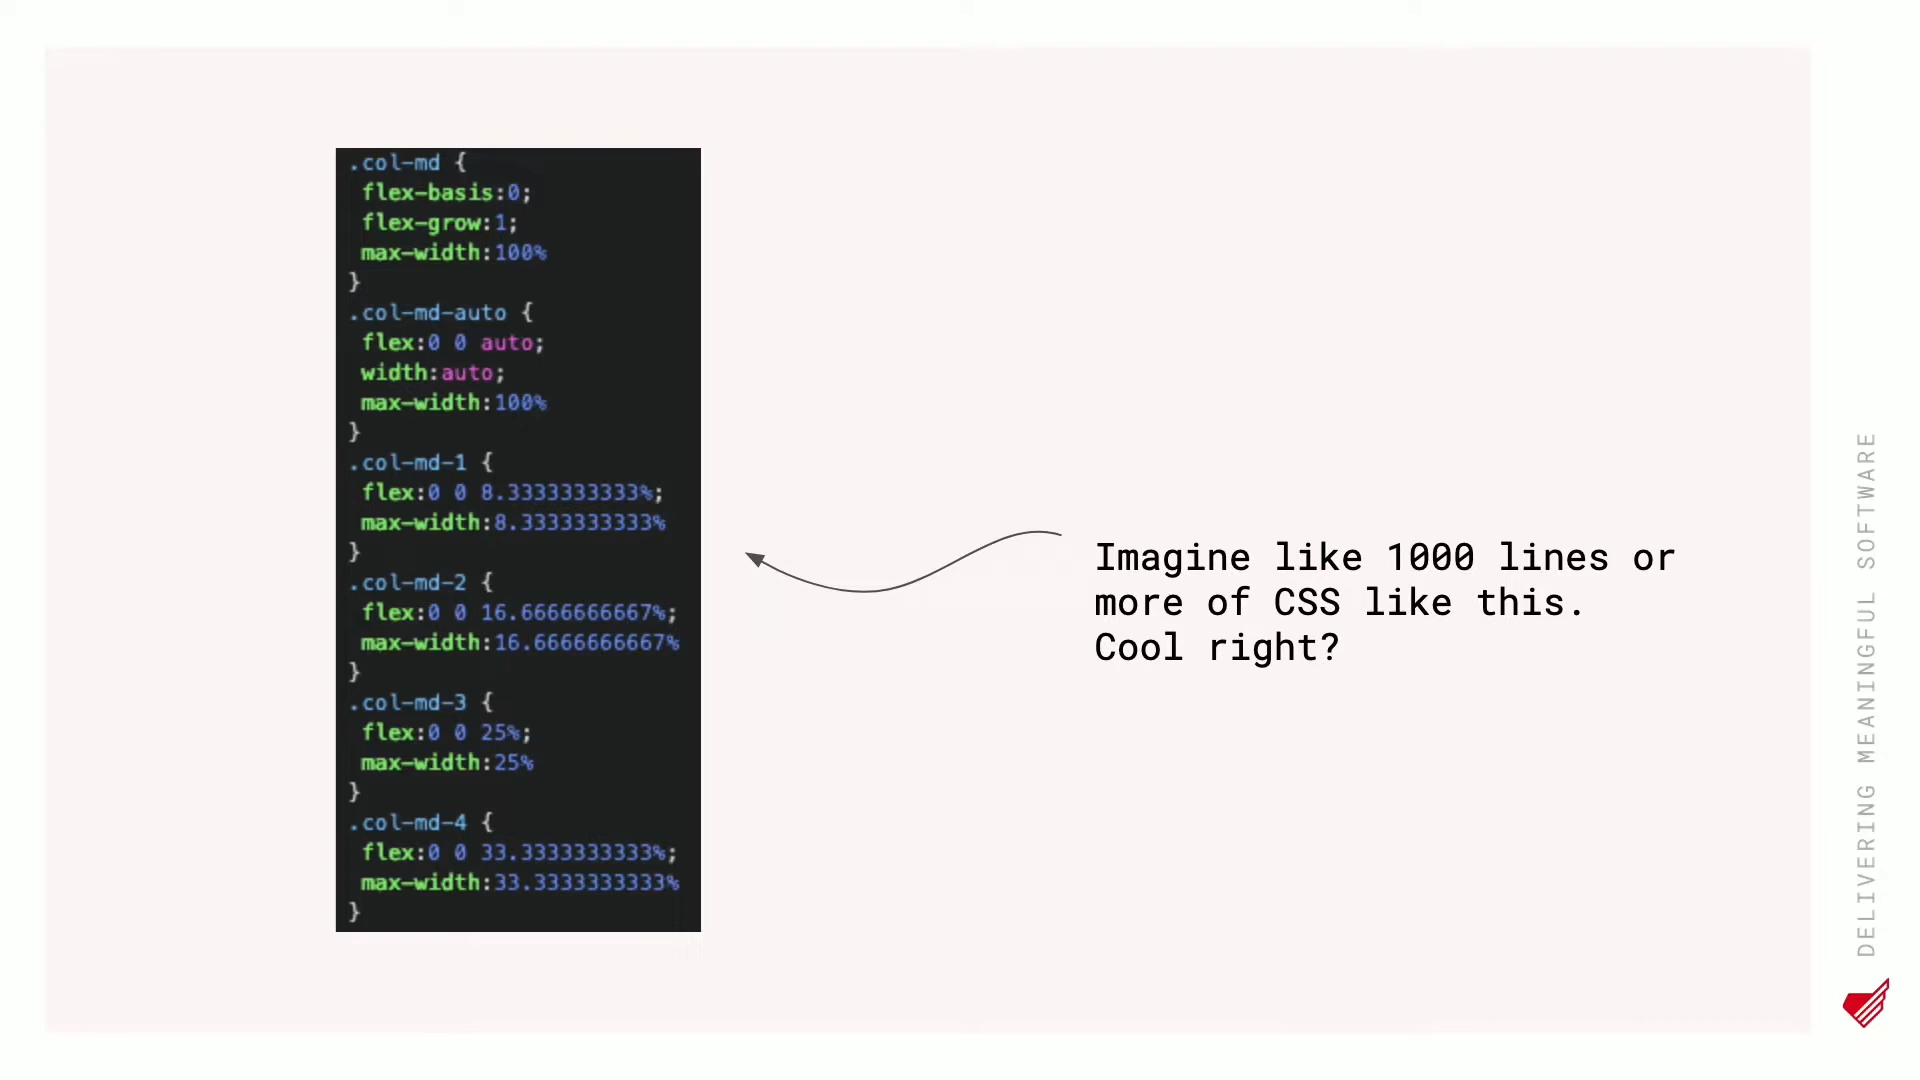 .col-md {
flex-basis:0;
flex-grow:1;
max-width:100%
}
.col-md-auto {
flex:0 0 auto;
width:auto;
max-width:100%
}
.col-md-1 {
flex:0 0 8.3333333333%;
max-width:8.3333333333%
}
.col-md-2 {
flex:0 0 16.6666666667%;
max-width:16.6666666667%
}
.col-md-3 {
flex:0 0 25%;
max-width:25%
}
.col-md-4 {
flex:0 0 33.3333333333%;
max-width:33.3333333333%
}
Imagine like 1000 lines or
more of CSS like this.
Cool right?
DELIVERING MEANINGFUL SOFTWARE